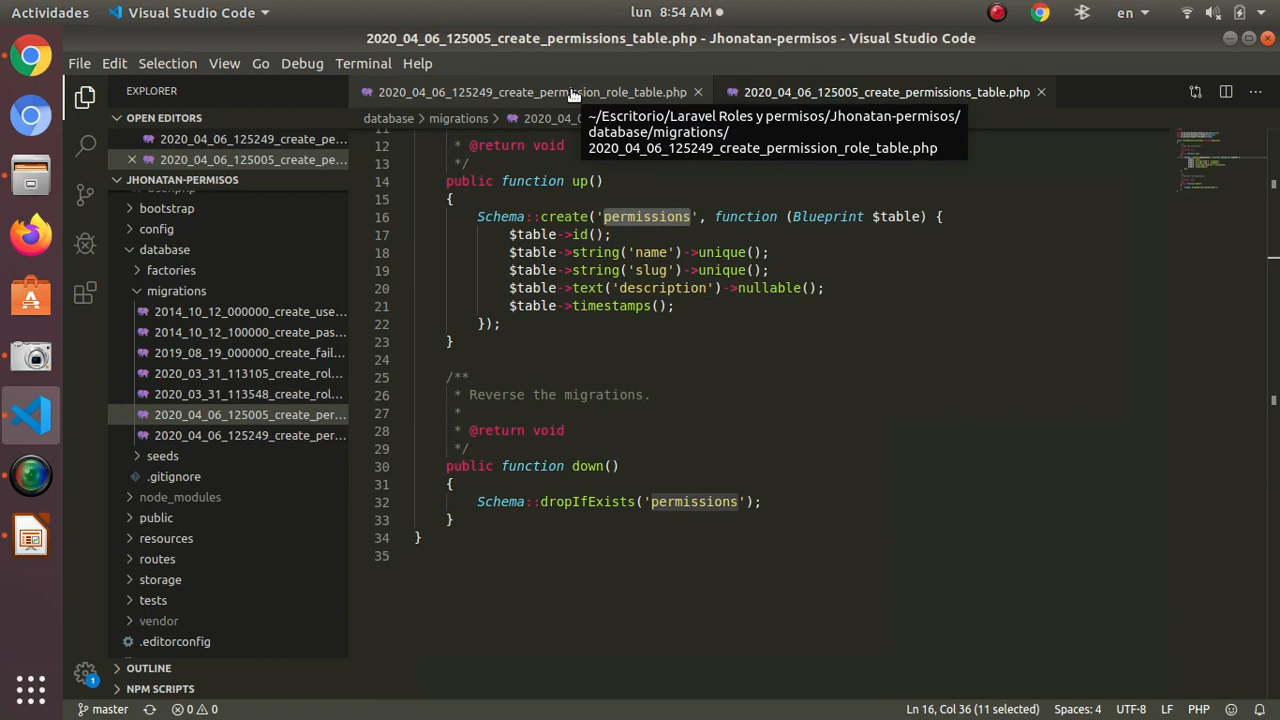 Actividades
Visual Studio Code
lun 8:54 AM
en
2020_04_06_125005_create_permissions_table.php - Jhonatan-permisos - Visual Studio Code
File Edit Selection View Go Debug Terminal Help
EXPLORER
2020_04_06_125249_create_permission_role_table.php
2020_04_06_125005_create_permissions_table.php
OPEN EDITORS
2020_04_06_125249_create_pe...
2020_04_06_125005_create_pe...
JHONATAN-PERMISOS
bootstrap
config
database
factories
migrations
2014_10_12_000000_create_use...
2014_10_12_100000_create_pas...
2019_08_19_000000_create_fail...
2020_03_31_113105_create_rol...
2020_03_31_113548_create_rol...
2020_04_06_125005_create_per...
2020_04_06_125249_create_per...
seeds
.gitignore
node_modules
public
resources
routes
storage
tests
vendor
.editorconfig
OUTLINE
NPM SCRIPTS
database › migrations › 2020_04_0
~/Escritorio/Laravel Roles y permisos/Jhonatan-permisos/
database/migrations/
2020_04_06_125249_create_permission_role_table.php
11
12 * @return void
13 */
14 public function up()
15 {
16 Schema::create('permissions', function (Blueprint $table) {
17 $table->id();
18 $table->string('name')->unique();
19 $table->string('slug')->unique();
20 $table->text('description')->nullable();
21 $table->timestamps();
22 });
23 }
24
25 /**
26 * Reverse the migrations.
27 *
28 * @return void
29 */
30 public function down()
31 {
32 Schema::dropIfExists('permissions');
33 }
34 }
35
1
master
0 0
Ln 16, Col 36 (11 selected)
Spaces: 4
UTF-8
LF
PHP